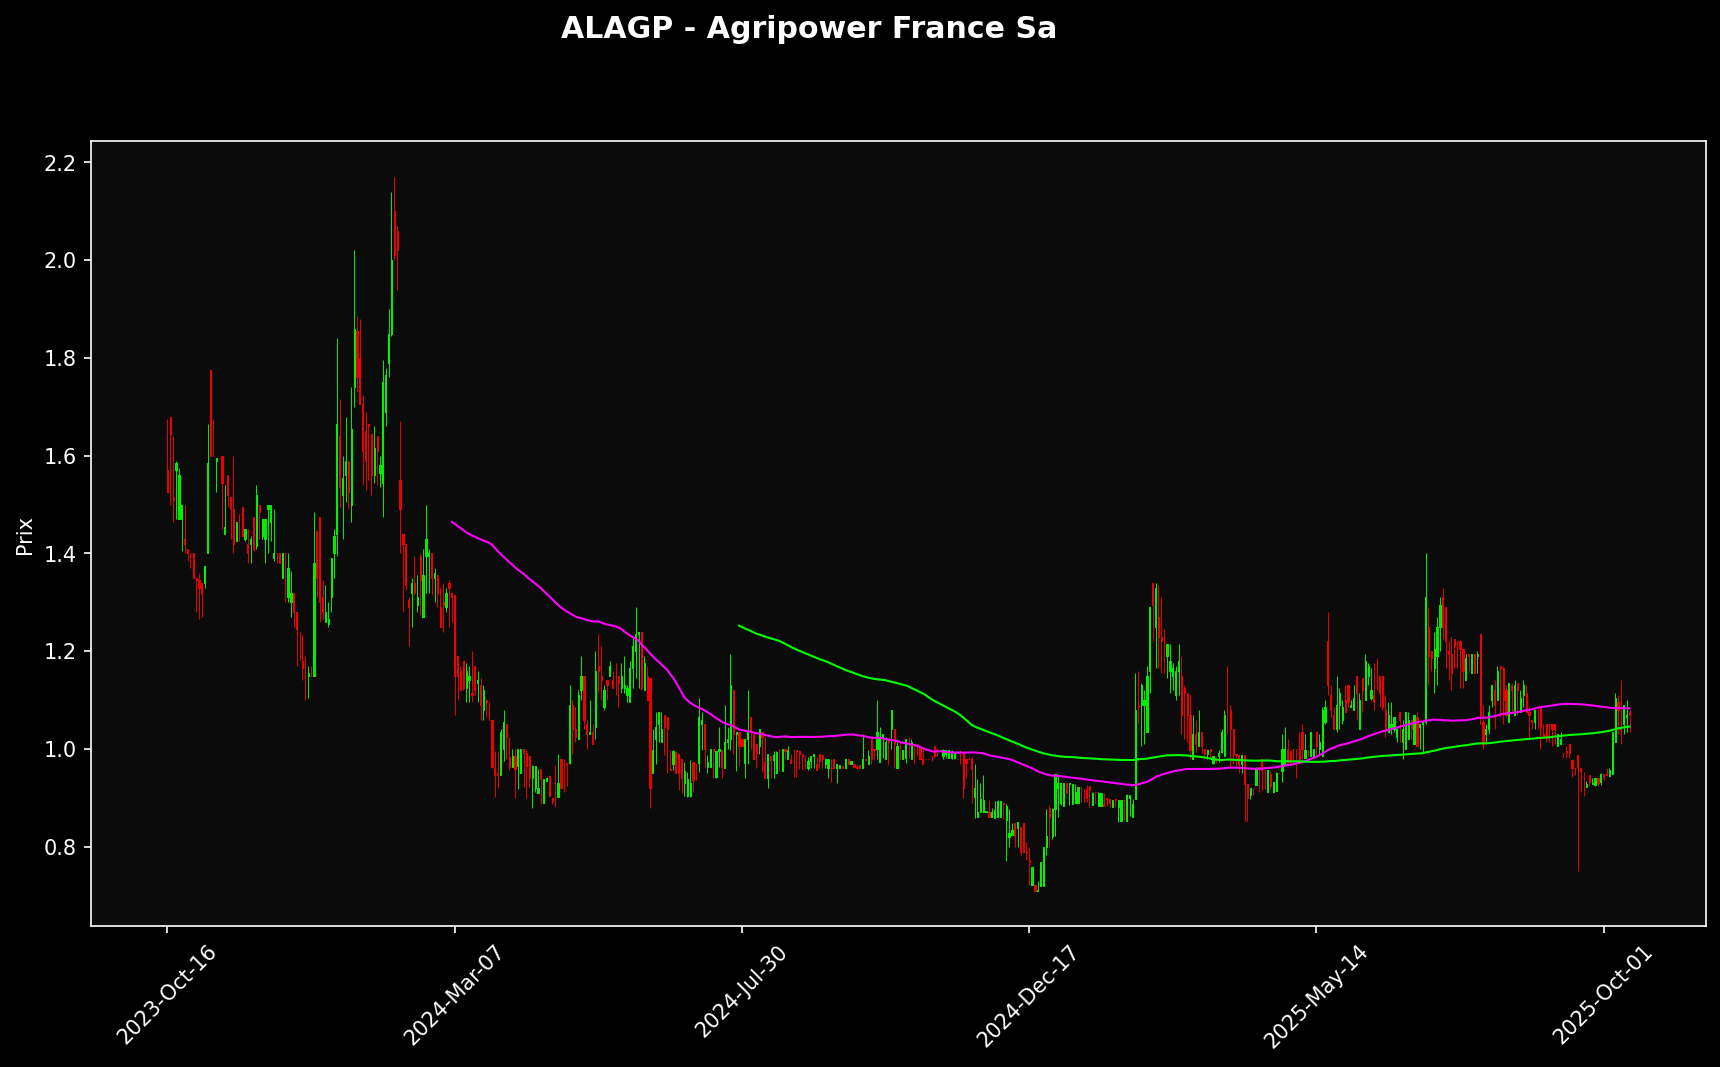 ALAGP - Agripower France Sa
Prix
2.2
2.0
1.8
1.6
1.4
1.2
1.0
0.8
2023-Oct-16
2024-Mar-07
2024-Jul-30
2024-Dec-17
2025-May-14
2025-Oct-01